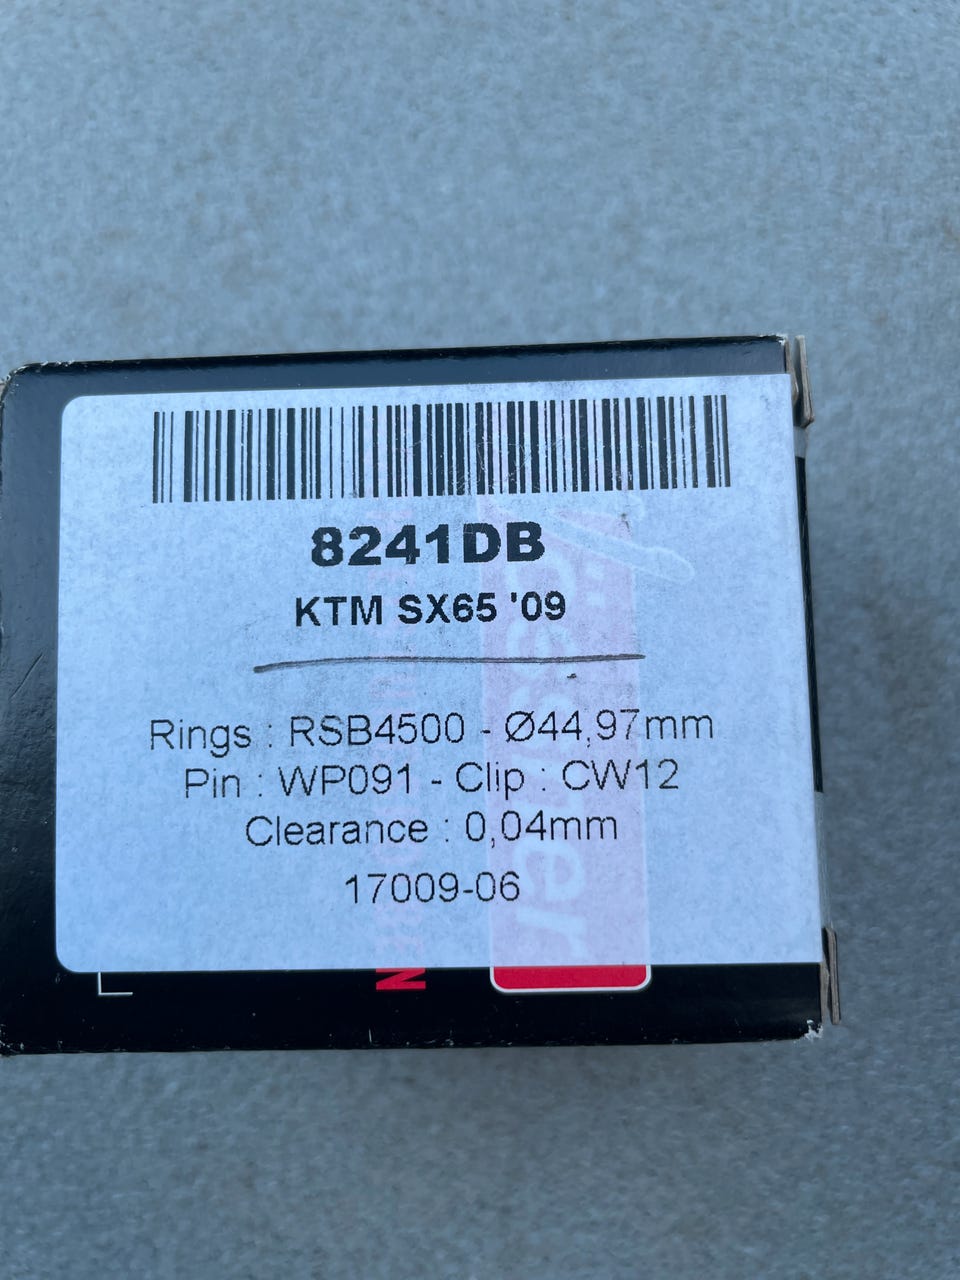 8241DB
KTM SX65 '09
Rings : RSB4500 - Ø44,97mm
Pin : WP091 - Clip : CW12
Clearance : 0,04mm
17009-06